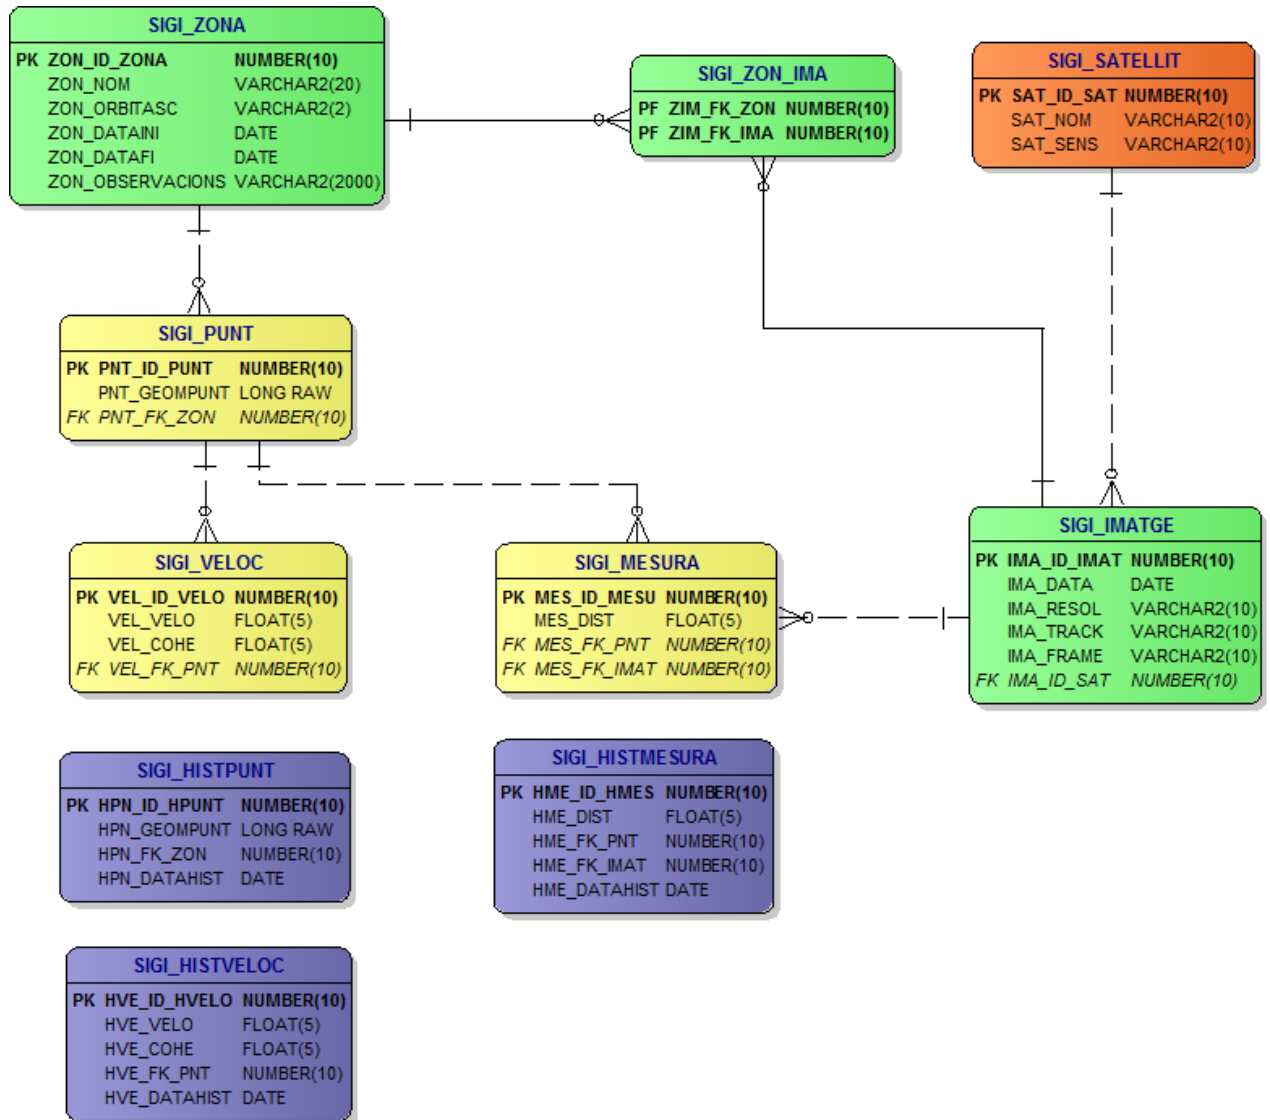 SIGI_ZONA
PK ZON_ID_ZONA NUMBER(10)
ZON_NOM VARCHAR2(20)
ZON_ORBITASC VARCHAR2(2)
ZON_DATAINI DATE
ZON_DATAFI DATE
ZON_OBSERVACIONS VARCHAR2(2000)
SIGI_ZON_IMA
PF ZIM_FK_ZON NUMBER(10)
PF ZIM_FK_IMA NUMBER(10)
SIGI_SATELLIT
PK SAT_ID_SAT NUMBER(10)
SAT_NOM VARCHAR2(10)
SAT_SENS VARCHAR2(10)
SIGI_PUNT
PK PNT_ID_PUNT NUMBER(10)
PNT_GEOMPUNT LONG RAW
FK PNT_FK_ZON NUMBER(10)
SIGI_VELOC
PK VEL_ID_VELO NUMBER(10)
VEL_VELO FLOAT(5)
VEL_COHE FLOAT(5)
FK VEL_FK_PNT NUMBER(10)
SIGI_MESURA
PK MES_ID_MESU NUMBER(10)
MES_DIST FLOAT(5)
FK MES_FK_PNT NUMBER(10)
FK MES_FK_IMAT NUMBER(10)
SIGI_IMATGE
PK IMA_ID_IMAT NUMBER(10)
IMA_DATA DATE
IMA_RESOL VARCHAR2(10)
IMA_TRACK VARCHAR2(10)
IMA_FRAME VARCHAR2(10)
FK IMA_ID_SAT NUMBER(10)
SIGI_HISTPUNT
PK HPN_ID_HPUNT NUMBER(10)
HPN_GEOMPUNT LONG RAW
HPN_FK_ZON NUMBER(10)
HPN_DATAHIST DATE
SIGI_HISTMESURA
PK HME_ID_HMES NUMBER(10)
HME_DIST FLOAT(5)
HME_FK_PNT NUMBER(10)
HME_FK_IMAT NUMBER(10)
HME_DATAHIST DATE
SIGI_HISTVELOC
PK HVE_ID_HVELO NUMBER(10)
HVE_VELO FLOAT(5)
HVE_COHE FLOAT(5)
HVE_FK_PNT NUMBER(10)
HVE_DATAHIST DATE